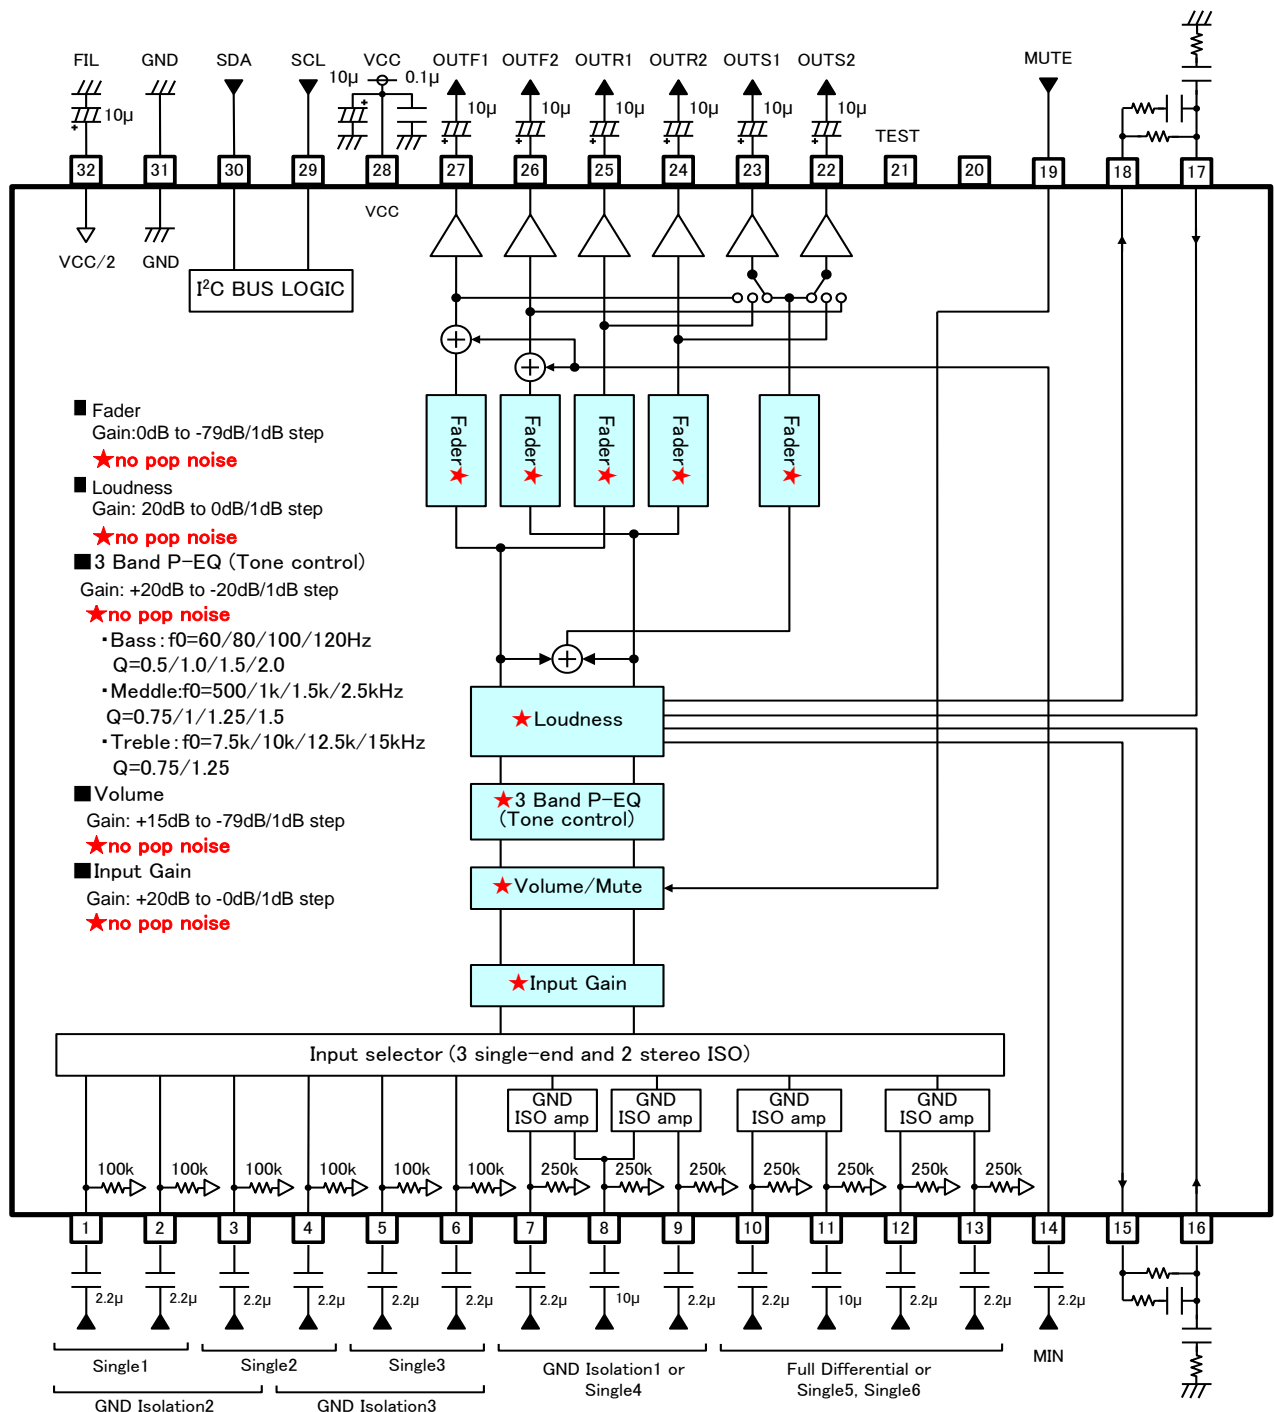 FIL GND SDA SCL VCC OUTF1 OUTF2 OUTR1 OUTR2 OUTS1 OUTS2 MUTE
10μ 10μ 0.1μ 10μ 10μ 10μ 10μ 10μ 10μ
TEST
32 31 30 29 28 27 26 25 24 23 22 21 20 19 18 17
VCC
VCC/2 GND
I²C BUS LOGIC
■ Fader
Gain:0dB to -79dB/1dB step
★no pop noise
■ Loudness
Gain: 20dB to 0dB/1dB step
★no pop noise
■3 Band P-EQ (Tone control)
Gain: +20dB to -20dB/1dB step
★no pop noise
・Bass:f0=60/80/100/120Hz
Q=0.5/1.0/1.5/2.0
・Meddle:f0=500/1k/1.5k/2.5kHz
Q=0.75/1/1.25/1.5
・Treble:f0=7.5k/10k/12.5k/15kHz
Q=0.75/1.25
■Volume
Gain: +15dB to -79dB/1dB step
★no pop noise
■Input Gain
Gain: +20dB to -0dB/1dB step
★no pop noise
Fader★ Fader★ Fader★ Fader★ Fader★
★Loudness
★3 Band P-EQ
(Tone control)
★Volume/Mute
★Input Gain
Input selector (3 single-end and 2 stereo ISO)
GND
ISO amp
GND
ISO amp
GND
ISO amp
GND
ISO amp
100k 100k 100k 100k 100k 100k 250k 250k 250k 250k 250k 250k 250k
1 2 3 4 5 6 7 8 9 10 11 12 13 14 15 16
2.2μ 2.2μ 2.2μ 2.2μ 2.2μ 2.2μ 2.2μ 10μ 2.2μ 2.2μ 10μ 2.2μ 2.2μ 2.2μ
MIN
Single1 Single2 Single3
GND Isolation1 or
Single4
Full Differential or
Single5, Single6
GND Isolation2 GND Isolation3